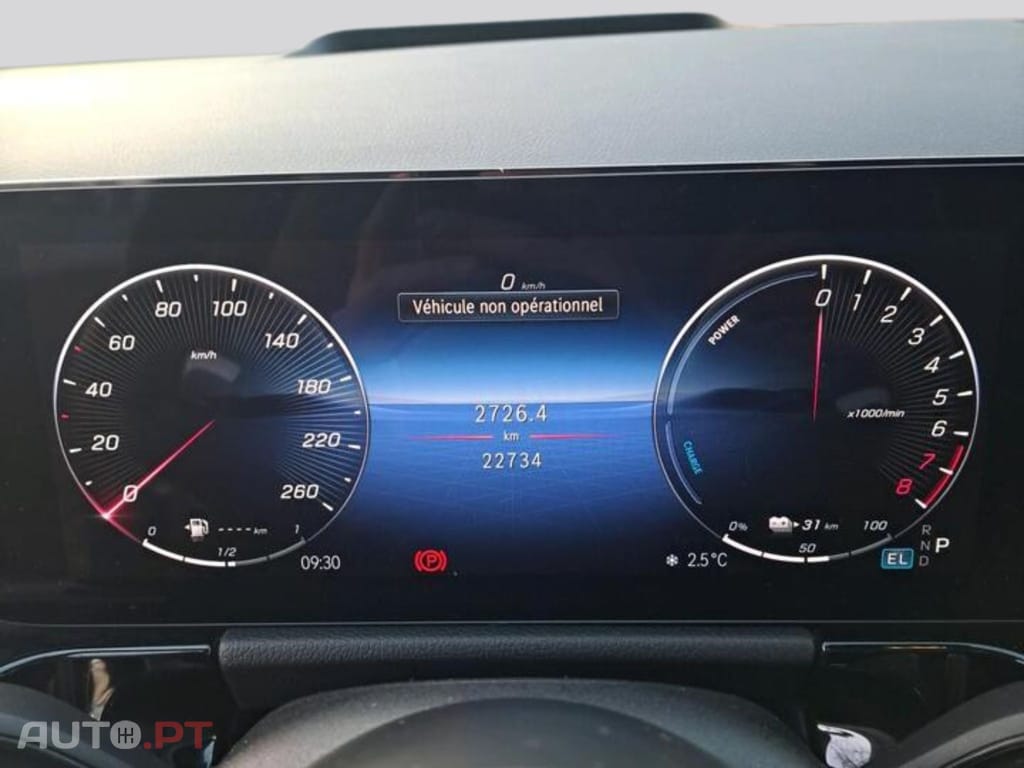 0 km/h
Véhicule non opérationnel
0
20
40
60
80
100
140
180
220
260
km/h
2726.4
km
22734
POWER
CHARGE
0
1
2
3
4
5
6
7
8
x1000/min
0 1/2 1
-----km
0% 50 100
31 km
09:30
P
2.5°C
EL
R
N
D
P
AUTO.PT